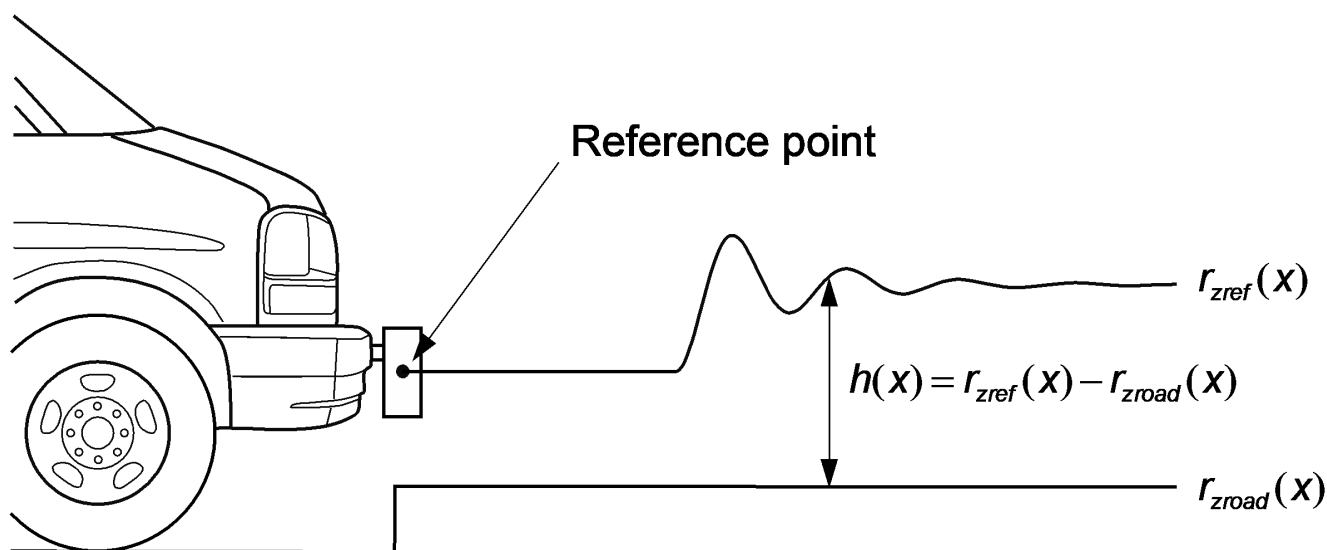 Reference point
r_zref(x)
h(x) = r_zref(x) − r_zroad(x)
r_zroad(x)